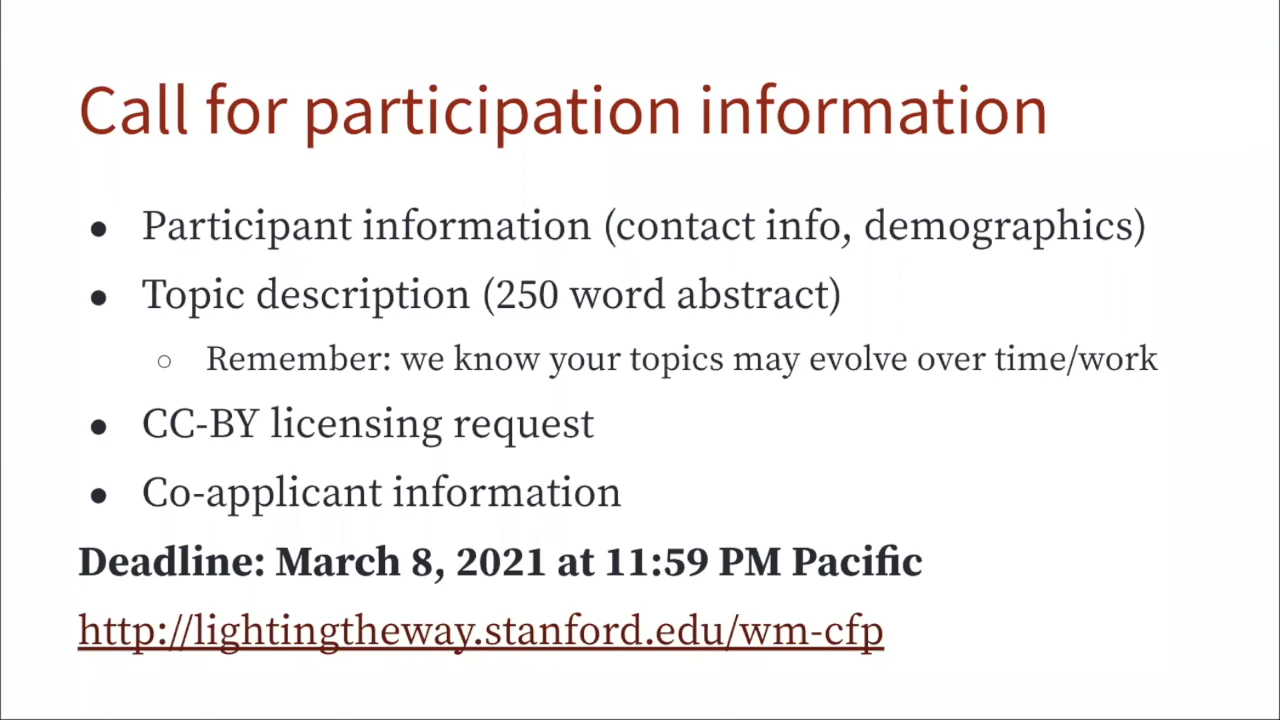 Call for participation information
● Participant information (contact info, demographics)
● Topic description (250 word abstract)
○ Remember: we know your topics may evolve over time/work
● CC-BY licensing request
● Co-applicant information
Deadline: March 8, 2021 at 11:59 PM Pacific
http://lightingtheway.stanford.edu/wm-cfp